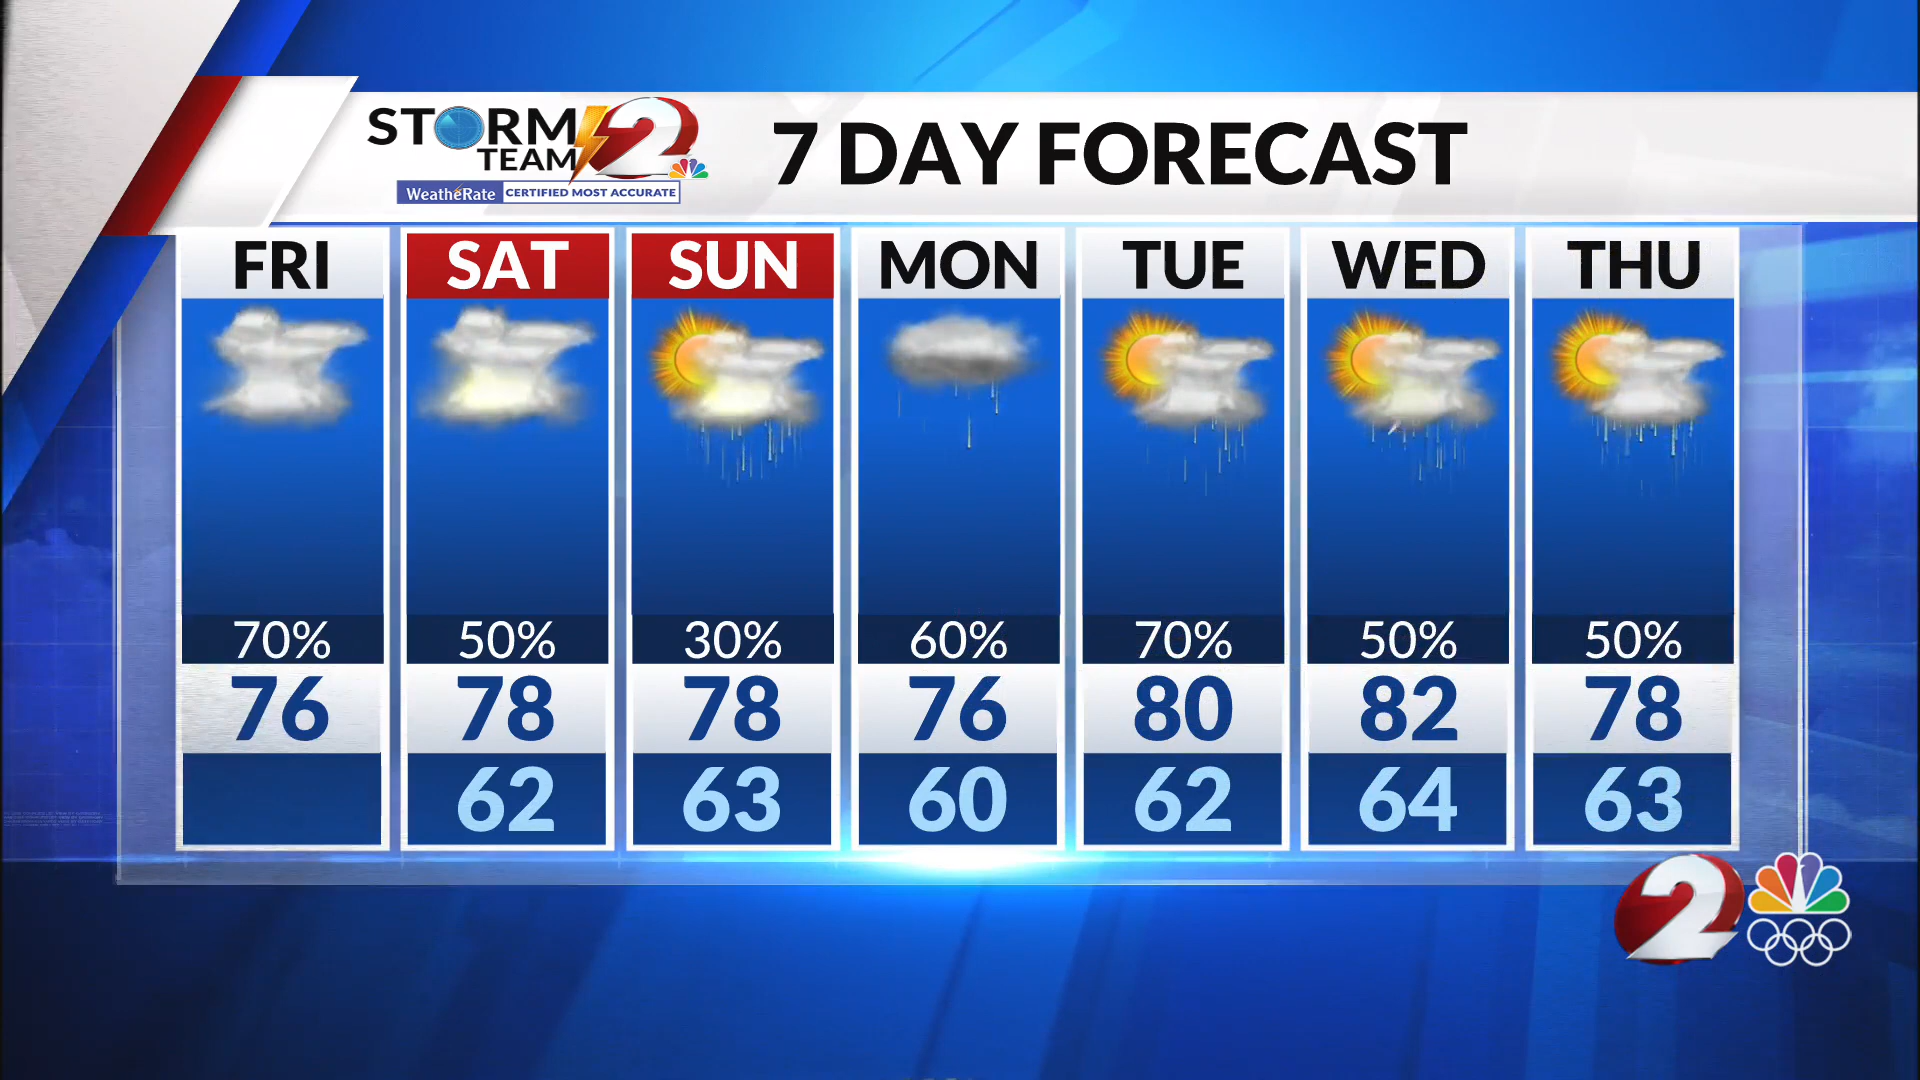 STORM
TEAM 2
WeatheRate CERTIFIED MOST ACCURATE
7 DAY FORECAST
FRI SAT SUN MON TUE WED THU
70% 50% 30% 60% 70% 50% 50%
76 78 78 76 80 82 78
62 63 60 62 64 63
2